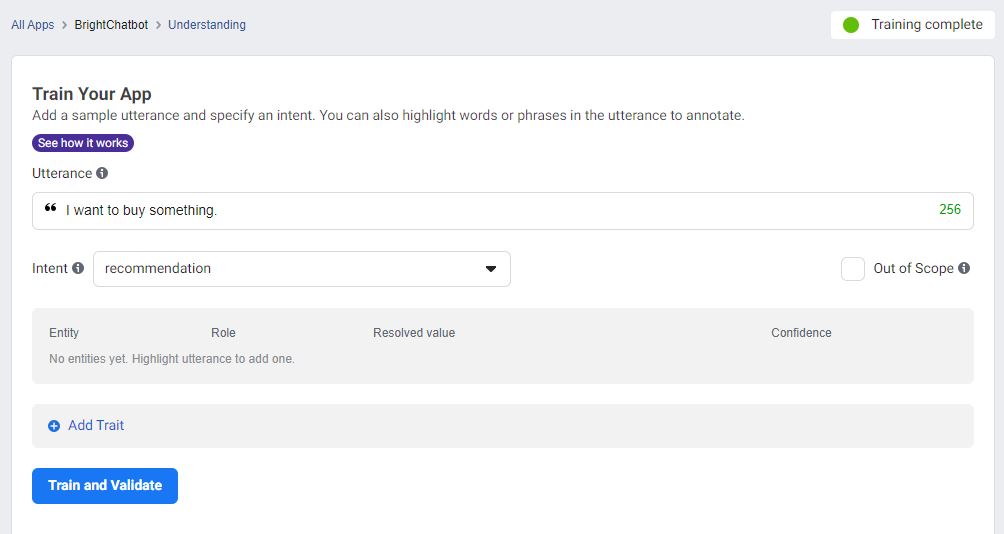 All Apps > BrightChatbot > Understanding
Training complete
Train Your App
Add a sample utterance and specify an intent. You can also highlight words or phrases in the utterance to annotate.
See how it works
Utterance
❝ I want to buy something. 256
Intent recommendation Out of Scope
Entity Role Resolved value Confidence
No entities yet. Highlight utterance to add one.
Add Trait
Train and Validate